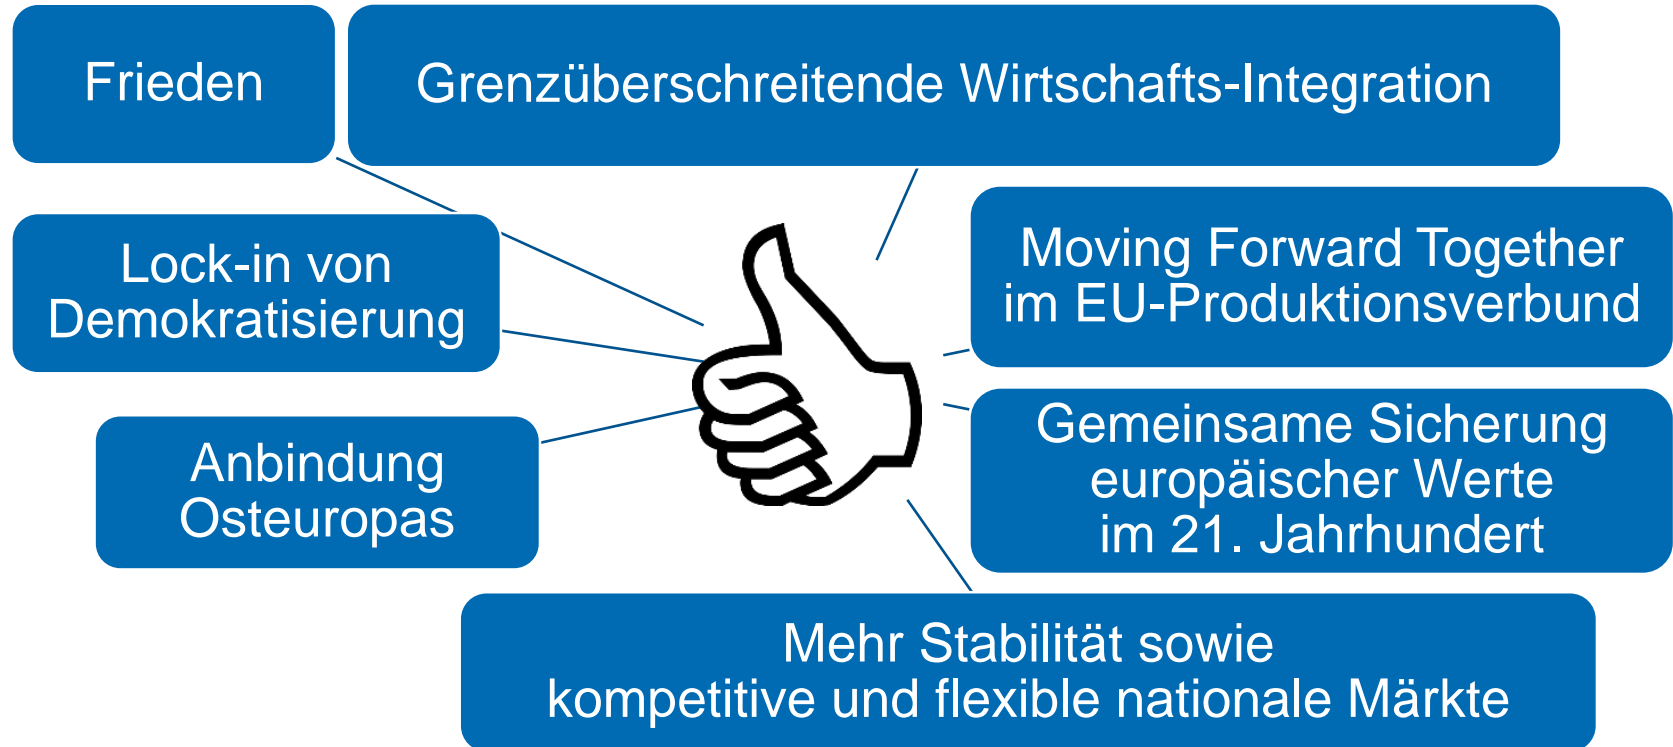 Frieden
Grenzüberschreitende Wirtschafts-Integration
Lock-in von
Demokratisierung
Moving Forward Together
im EU-Produktionsverbund
Anbindung
Osteuropas
Gemeinsame Sicherung
europäischer Werte
im 21. Jahrhundert
Mehr Stabilität sowie
kompetitive und flexible nationale Märkte